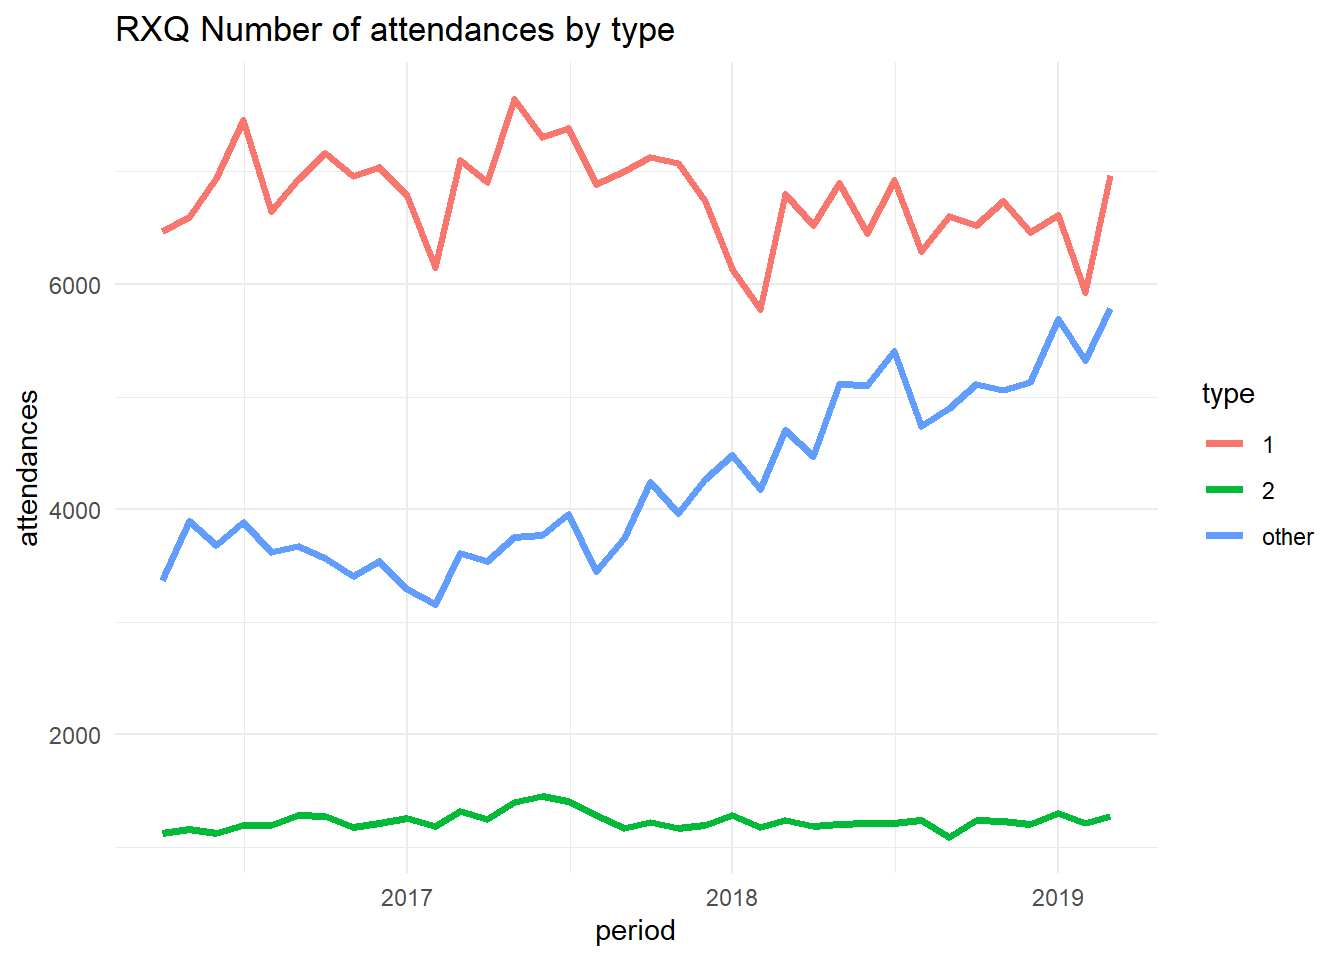 RXQ Number of attendances by type
6000
4000
2000
attendances
2017
2018
2019
period
type
1
2
other